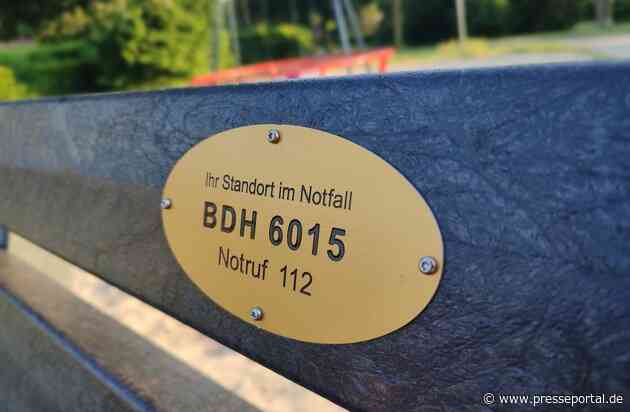 Ihr Standort im Notfall
BDH 6015
Notruf 112
© www.presseportal.de